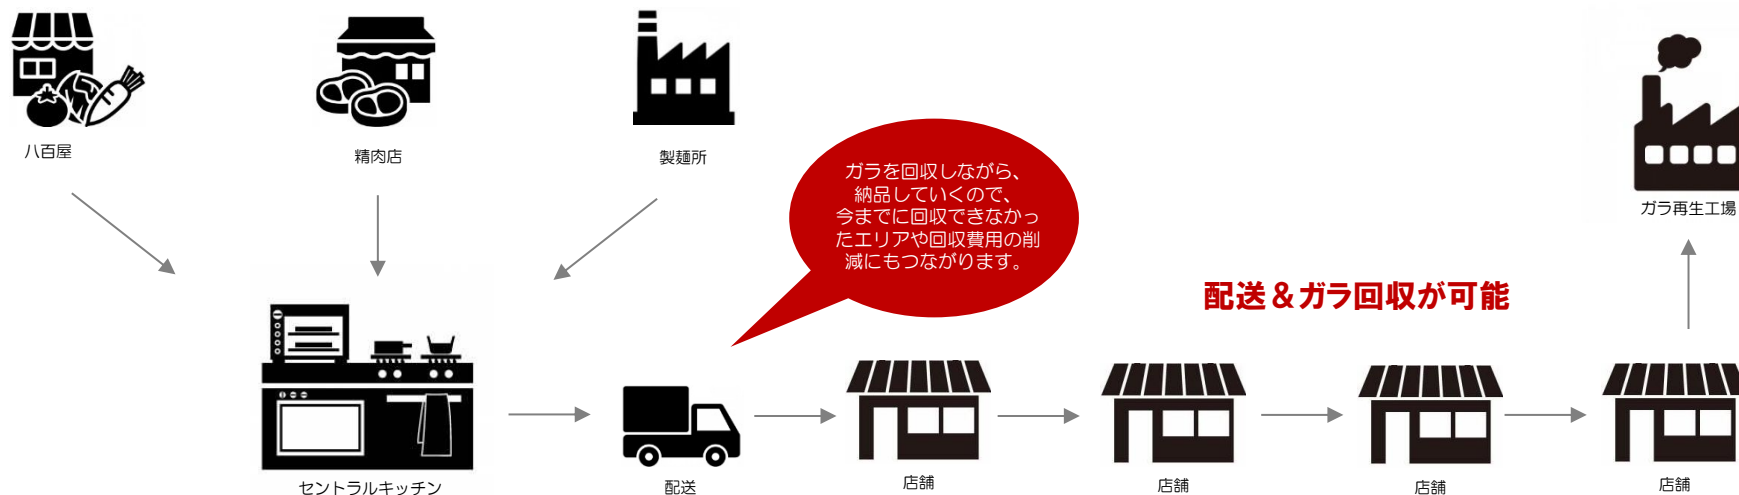 八百屋
精肉店
製麺所
ガラを回収しながら、
納品していくので、
今までに回収できなかっ
たエリアや回収費用の削
減にもつながります。
ガラ再生工場
配送＆ガラ回収が可能
セントラルキッチン
配送
店舗
店舗
店舗
店舗